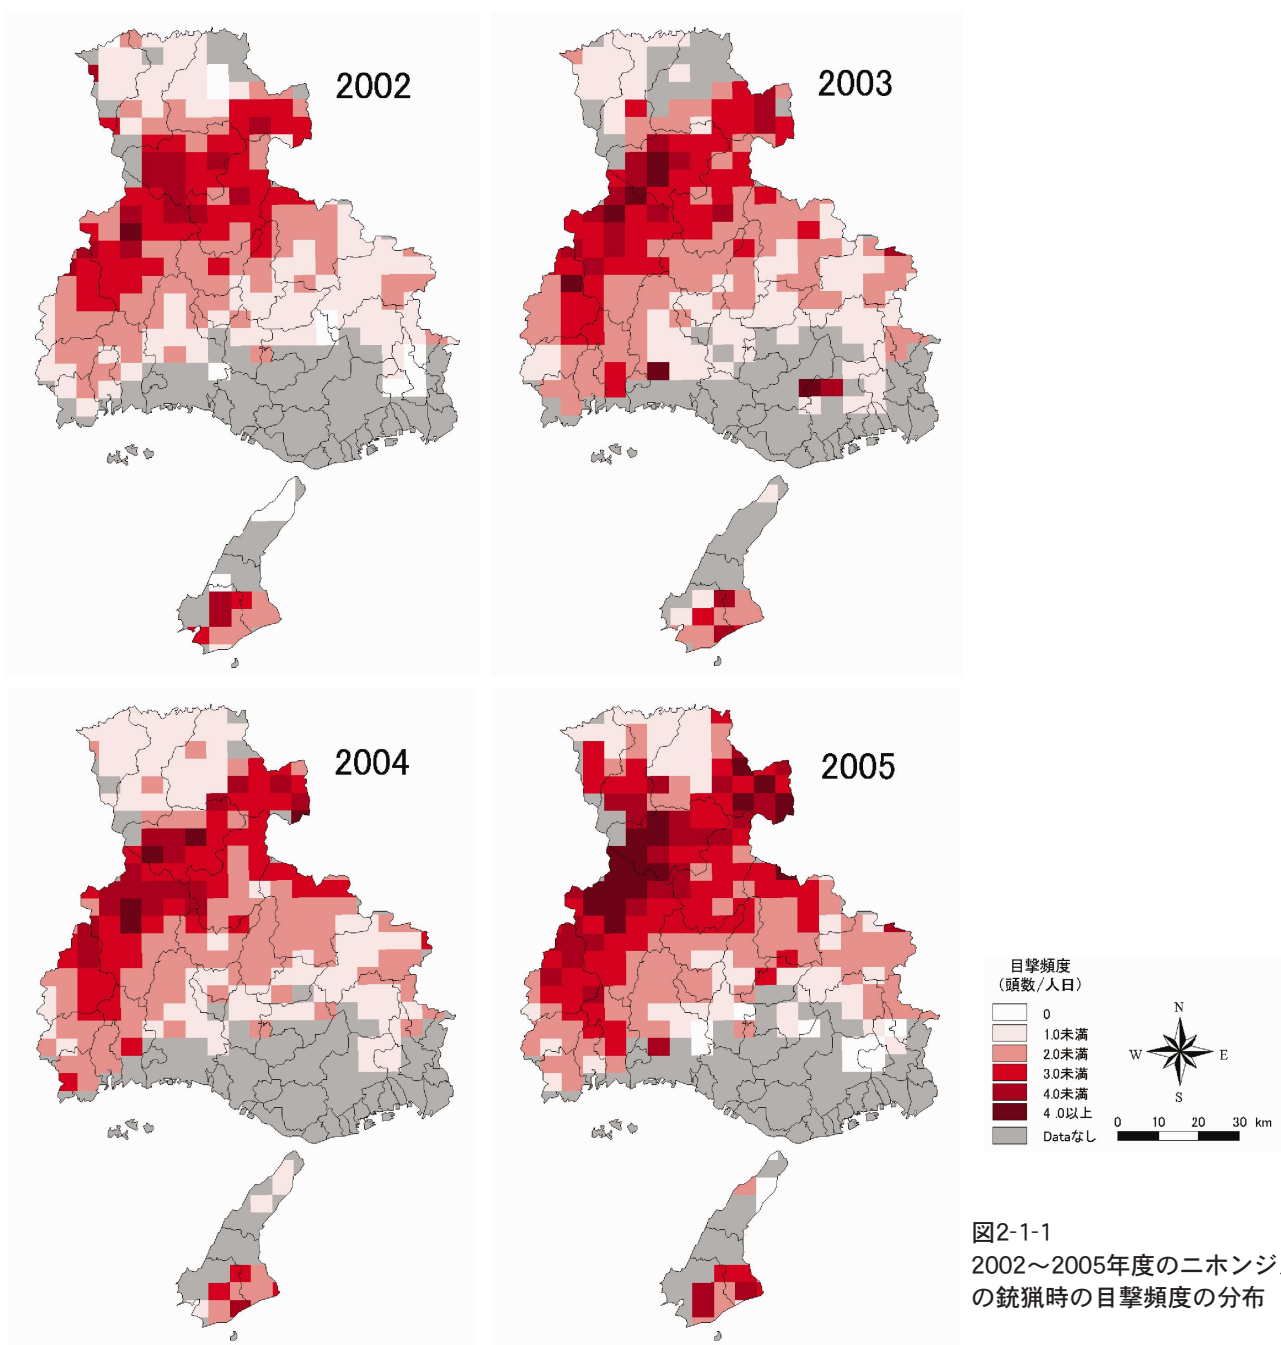 2002
2003
2004
2005
目撃頻度
(頭数/人日)
0
1.0未満
2.0未満
3.0未満
4.0未満
4 .0以上
Dataなし
N
W
E
S
0 10 20 30 km
図2-1-1
2002～2005年度のニホンジ
の銃猟時の目撃頻度の分布